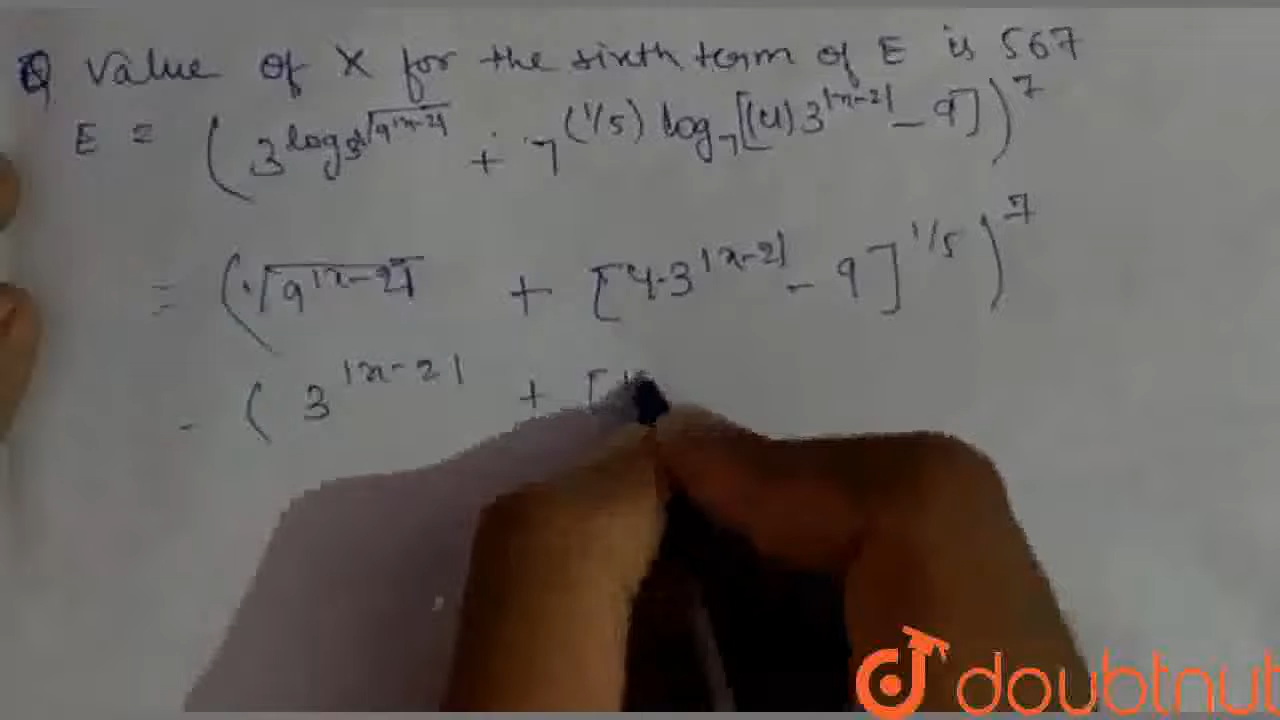 Q Value of X for the sixth term of E is 567
E = (3^log₃√9^|x-2| + 7^(1/5) log₇[(4)3^|x-2| - 9])^7
= (√9^|x-2| + [4·3^|x-2| - 9]^1/5)^7
- (3^|x-2| + [
doubtnut